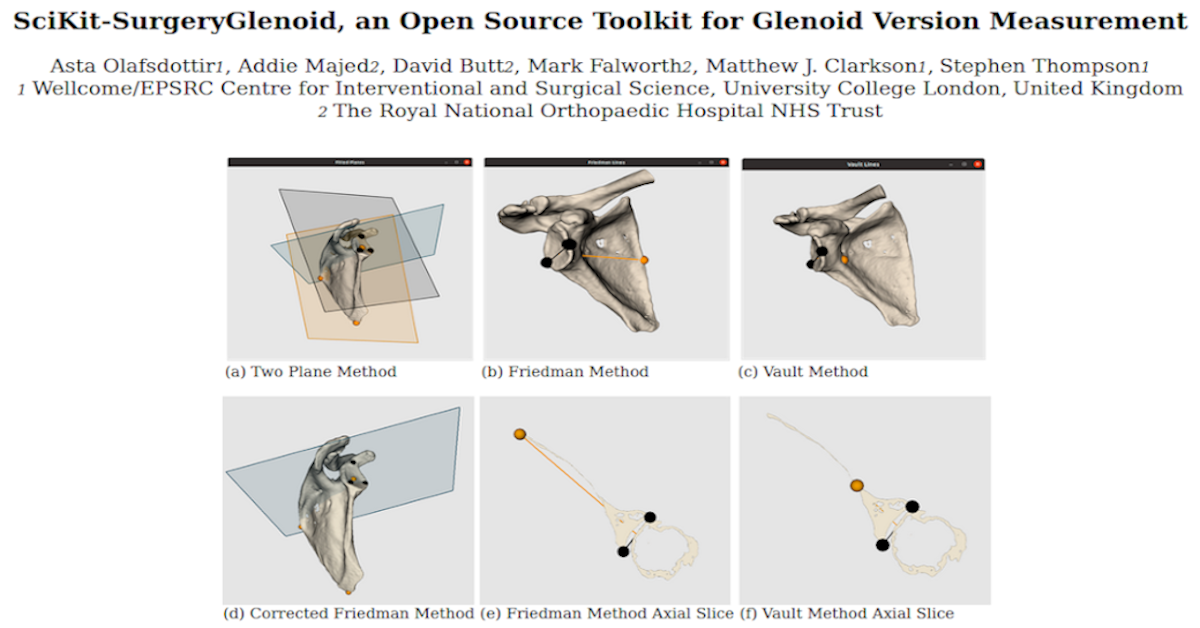 SciKit-SurgeryGlenoid, an Open Source Toolkit for Glenoid Version Measurement
Asta Olafsdottir1, Addie Majed2, David Butt2, Mark Falworth2, Matthew J. Clarkson1, Stephen Thompson1
1 Wellcome/EPSRC Centre for Interventional and Surgical Science, University College London, United Kingdom
2 The Royal National Orthopaedic Hospital NHS Trust
Fitted Planes
Friedman Lines
Vault Lines
(a) Two Plane Method
(b) Friedman Method
(c) Vault Method
(d) Corrected Friedman Method
(e) Friedman Method Axial Slice
(f) Vault Method Axial Slice